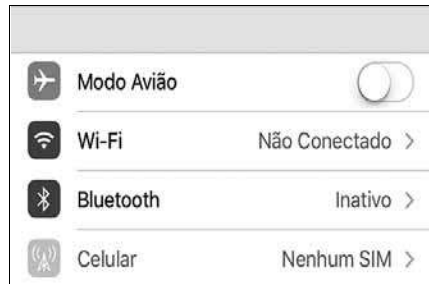 Modo Avião
Wi-Fi Não Conectado
Bluetooth Inativo
Celular Nenhum SIM